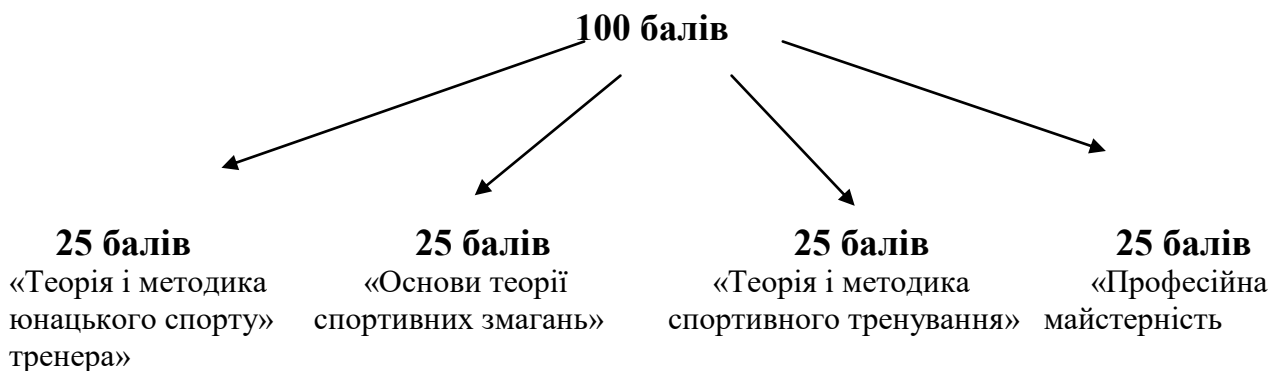 100 балів
25 балів 25 балів 25 балів 25 балів
«Теорія і методика «Основи теорії «Теорія і методика «Професійна
юнацького спорту» спортивних змагань» спортивного тренування» майстерність
тренера»